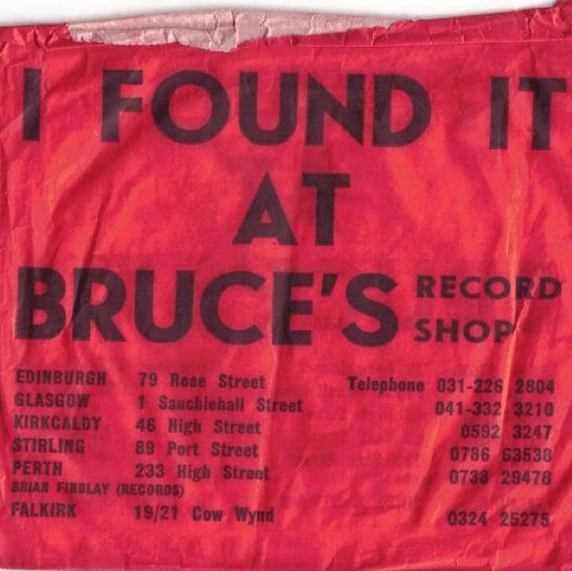 I FOUND IT
AT
BRUCE'S RECORD SHOP
EDINBURGH 79 Rose Street Telephone 031-226 2804
GLASGOW 1 Sauchiehall Street 041-332 3210
KIRKCALDY 46 High Street 0592 3247
STIRLING 89 Port Street 0786 63538
PERTH 233 High Street 0738 29478
BRIAN FINDLAY (RECORDS)
FALKIRK 19/21 Cow Wynd 0324 25275